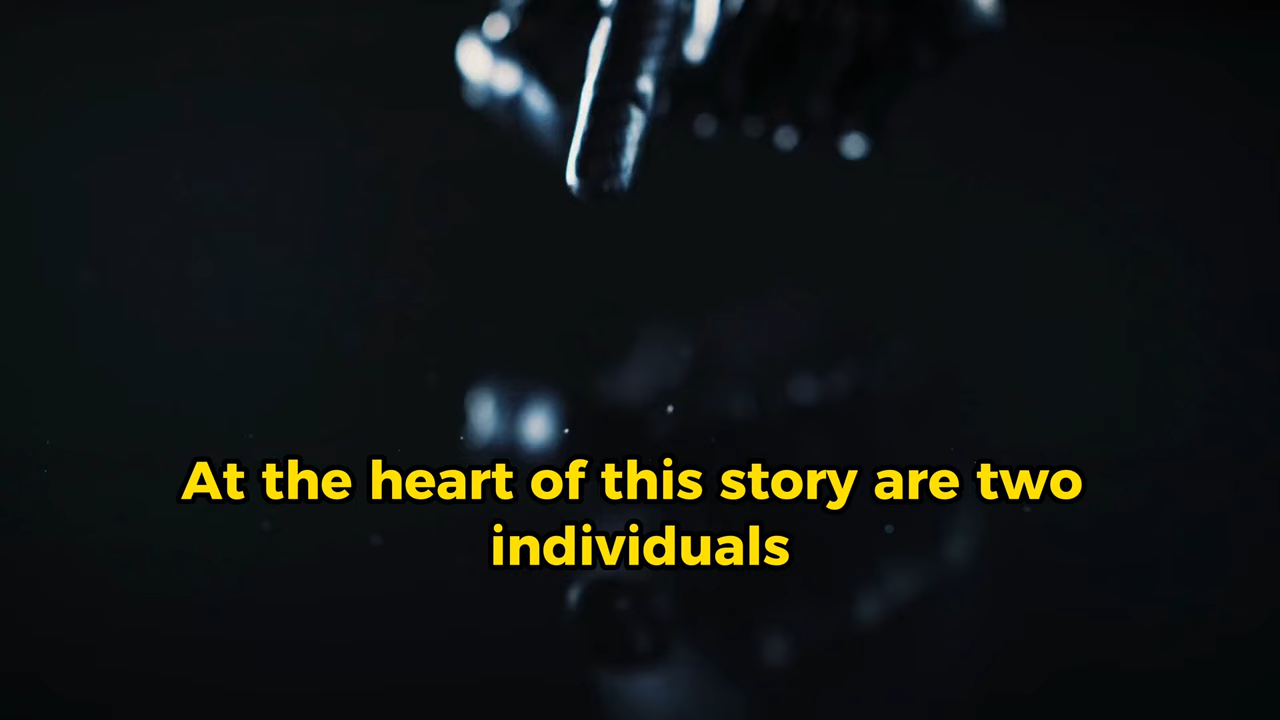 At the heart of this story are two
individuals